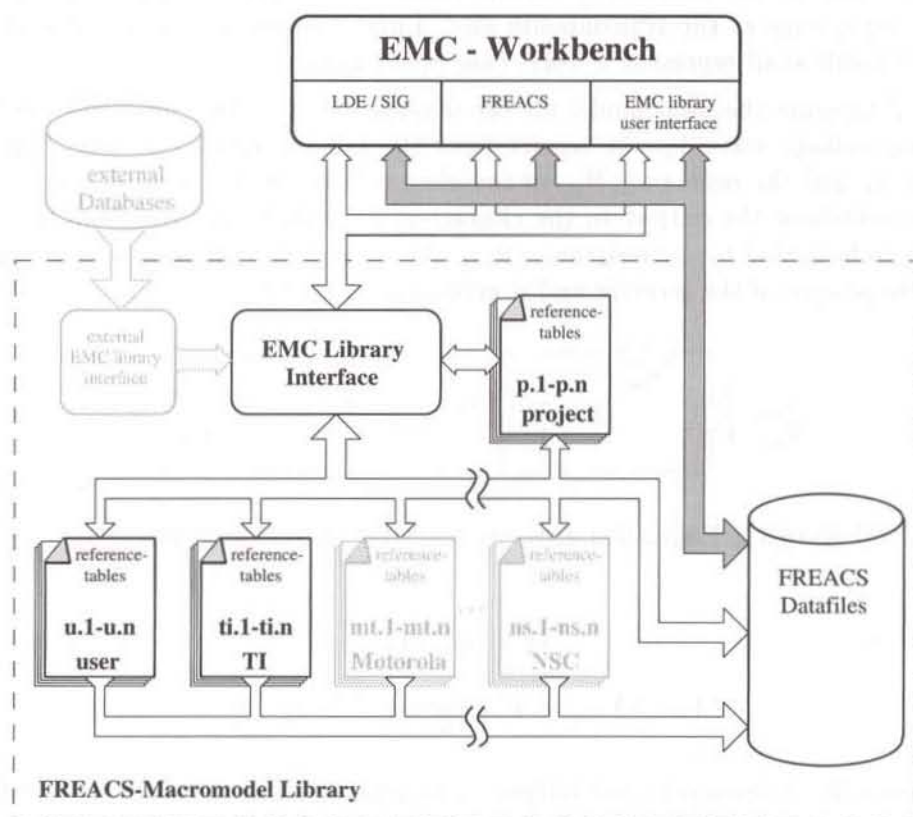 EMC - Workbench
LDE / SIG
FREACS
EMC library
user interface
external
Databases
external
EMC library
interface
EMC Library
Interface
reference-
tables
p.1-p.n
project
reference-
tables
u.1-u.n
user
reference-
tables
ti.1-ti.n
TI
reference-
tables
mt.1-mt.n
Motorola
reference-
tables
ns.1-ns.n
NSC
FREACS
Datafiles
FREACS-Macromodel Library